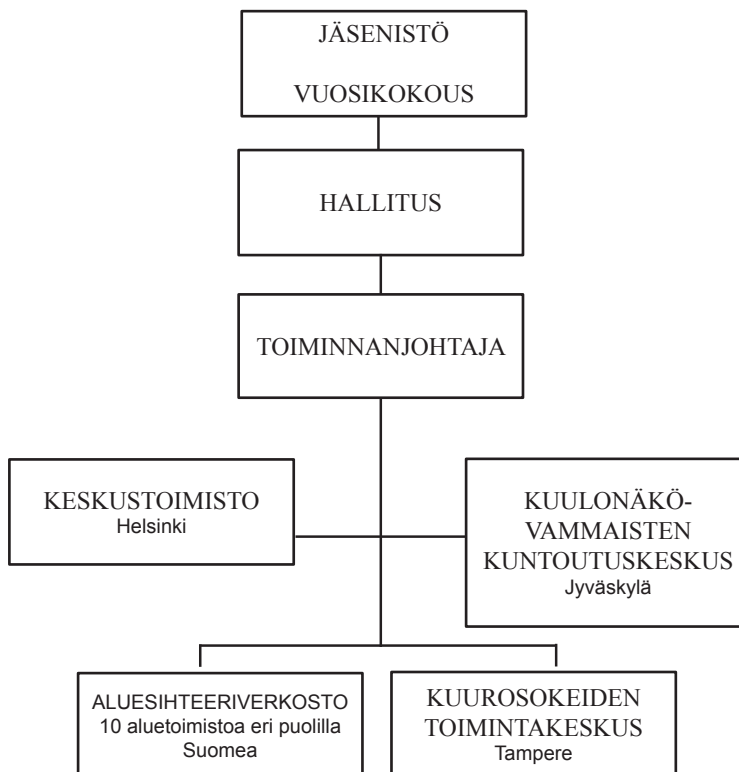 JÄSENISTÖ
VUOSIKOKOUS
HALLITUS
TOIMINNANJOHTAJA
KESKUSTOIMISTO
Helsinki
KUULONÄKÖ-
VAMMAISTEN
KUNTOUTUSKESKUS
Jyväskylä
ALUESIHTEERIVERKOSTO
10 aluetoimistoa eri puolilla
Suomea
KUUROSOKEIDEN
TOIMINTAKESKUS
Tampere